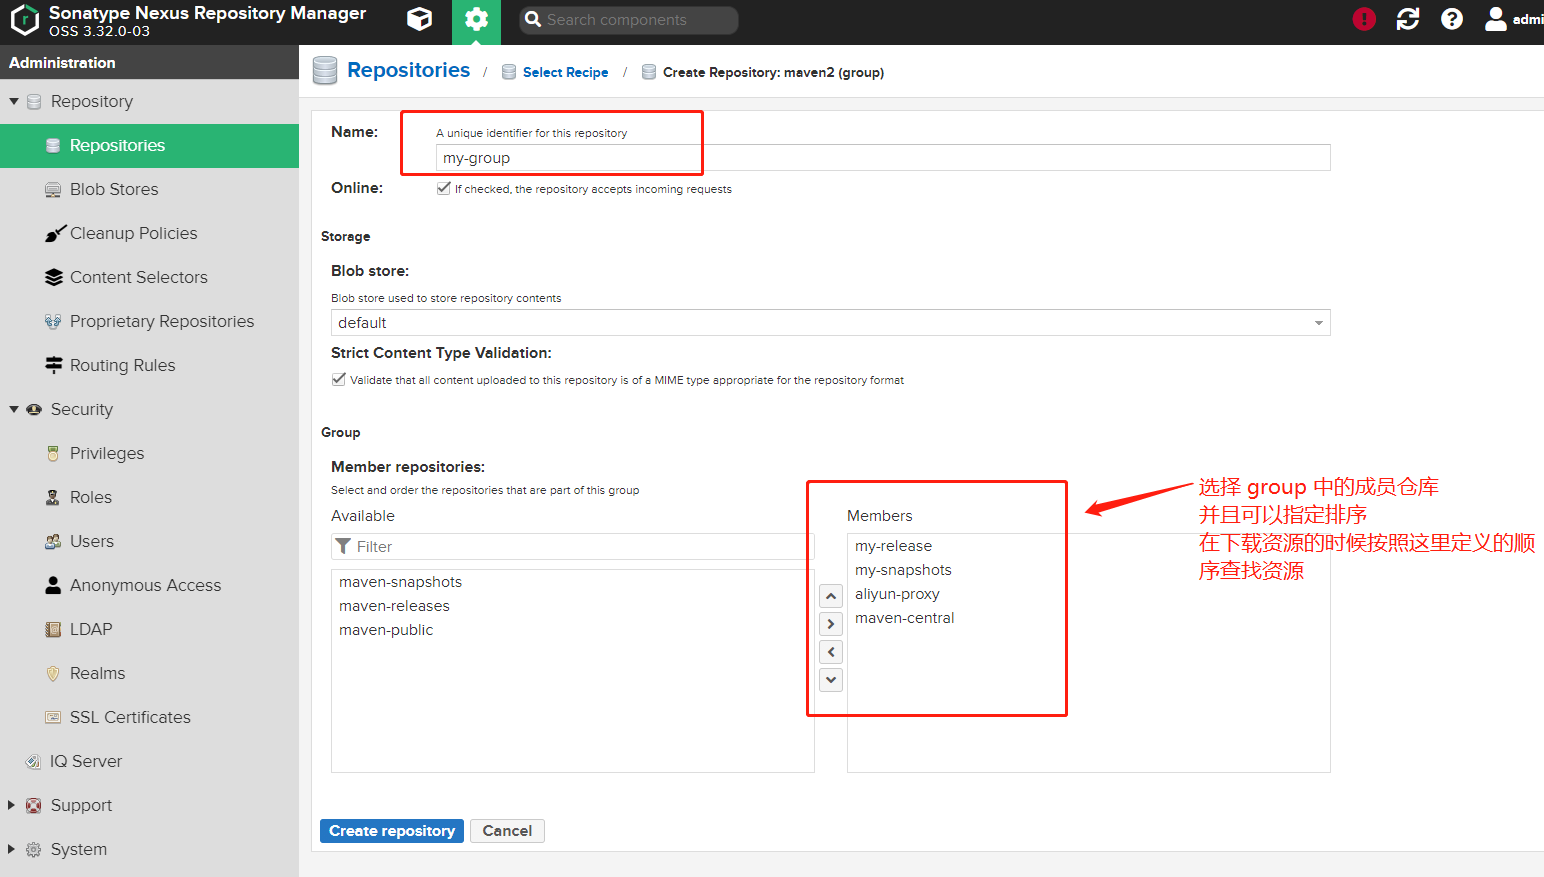 Sonatype Nexus Repository Manager
OSS 3.32.0-03
Search components
admi
Administration
Repository
Repositories
Blob Stores
Cleanup Policies
Content Selectors
Proprietary Repositories
Routing Rules
Security
Privileges
Roles
Users
Anonymous Access
LDAP
Realms
SSL Certificates
IQ Server
Support
System
Repositories / Select Recipe / Create Repository: maven2 (group)
Name:
A unique identifier for this repository
my-group
Online:
If checked, the repository accepts incoming requests
Storage
Blob store:
Blob store used to store repository contents
default
Strict Content Type Validation:
Validate that all content uploaded to this repository is of a MIME type appropriate for the repository format
Group
Member repositories:
Select and order the repositories that are part of this group
Available
Filter
maven-snapshots
maven-releases
maven-public
Members
my-release
my-snapshots
aliyun-proxy
maven-central
选择 group 中的成员仓库
并且可以指定排序
在下载资源的时候按照这里定义的顺
序查找资源
Create repository
Cancel